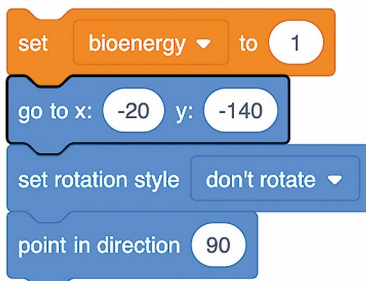 set bioenergy to 1
go to x: -20 y: -140
set rotation style don't rotate
point in direction 90